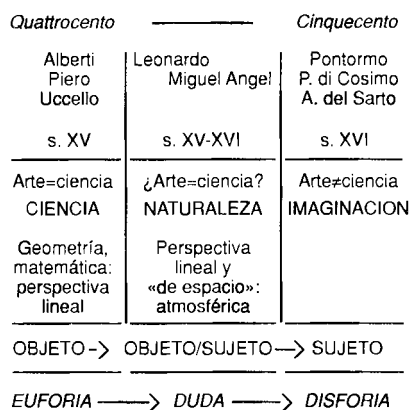 Quattrocento ——— Cinquecento
Alberti
Piero
Uccello
s. XV
Leonardo
Miguel Angel
s. XV-XVI
Pontormo
P. di Cosimo
A. del Sarto
s. XVI
Arte=ciencia
CIENCIA
Geometría,
matemática:
perspectiva
lineal
¿Arte=ciencia?
NATURALEZA
Perspectiva
lineal y
«de espacio»:
atmosférica
Arte≠ciencia
IMAGINACION
OBJETO -> OBJETO/SUJETO —> SUJETO
EUFORIA ——> DUDA ——> DISFORIA